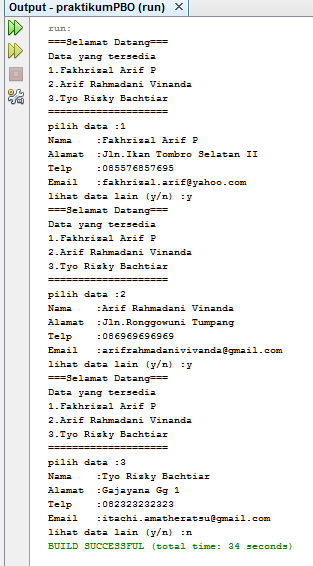 Output - praktikumPBO (run) ×
run:
===Selamat Datang===
Data yang tersedia
1.Fakhrizal Arif P
2.Arif Rahmadani Vinanda
3.Tyo Rizky Bachtiar
====================
pilih data :1
Nama    :Fakhrizal Arif P
Alamat  :Jln.Ikan Tombro Selatan II
Telp    :085576857695
Email   :fakhrizal.arif@yahoo.com
lihat data lain (y/n) :y
===Selamat Datang===
Data yang tersedia
1.Fakhrizal Arif P
2.Arif Rahmadani Vinanda
3.Tyo Rizky Bachtiar
====================
pilih data :2
Nama    :Arif Rahmadani Vinanda
Alamat  :Jln.Ronggowuni Tumpang
Telp    :086969696969
Email   :arifrahmadanivivanda@gmail.com
lihat data lain (y/n) :y
===Selamat Datang===
Data yang tersedia
1.Fakhrizal Arif P
2.Arif Rahmadani Vinanda
3.Tyo Rizky Bachtiar
====================
pilih data :3
Nama    :Tyo Rizky Bachtiar
Alamat  :Gajayana Gg 1
Telp    :082323232323
Email   :itachi.amatheratsu@gmail.com
lihat data lain (y/n) :n
BUILD SUCCESSFUL (total time: 34 seconds)